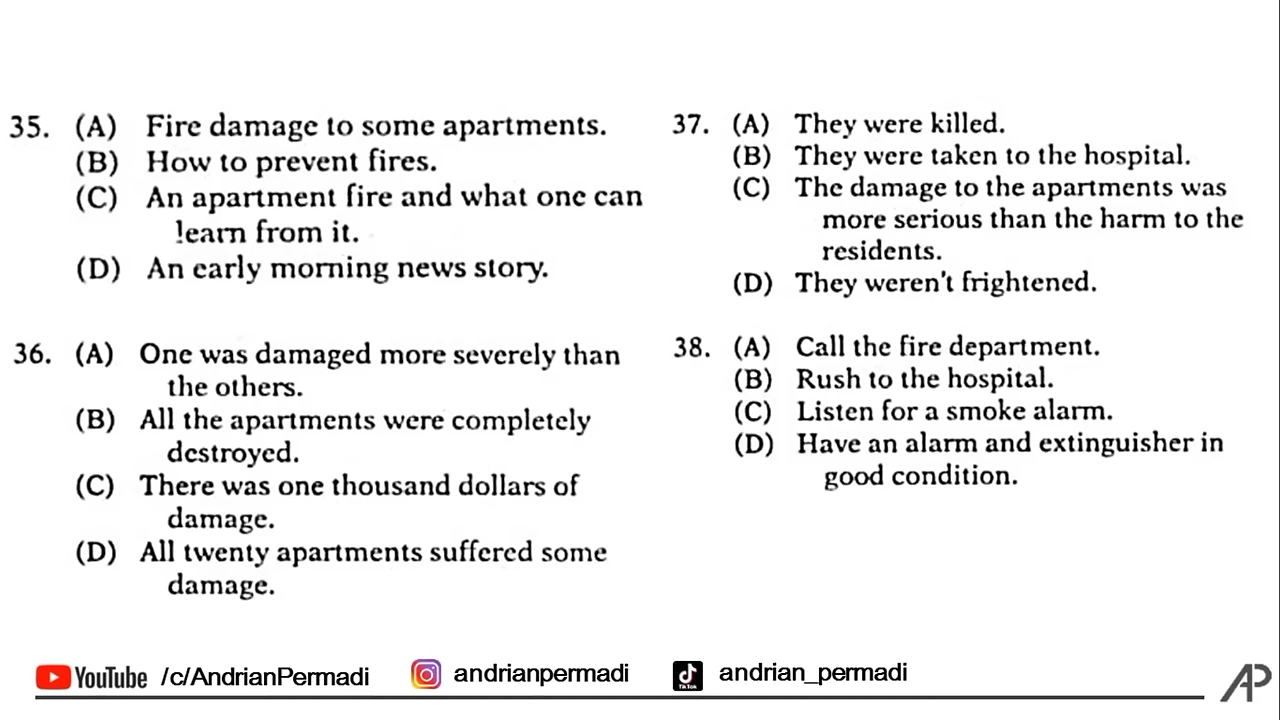 35. (A) Fire damage to some apartments.
(B) How to prevent fires.
(C) An apartment fire and what one can
learn from it.
(D) An early morning news story.
36. (A) One was damaged more severely than
the others.
(B) All the apartments were completely
destroyed.
(C) There was one thousand dollars of
damage.
(D) All twenty apartments suffered some
damage.
37. (A) They were killed.
(B) They were taken to the hospital.
(C) The damage to the apartments was
more serious than the harm to the
residents.
(D) They weren't frightened.
38. (A) Call the fire department.
(B) Rush to the hospital.
(C) Listen for a smoke alarm.
(D) Have an alarm and extinguisher in
good condition.
YouTube /c/AndrianPermadi
andrianpermadi
TikTok
andrian_permadi
AP